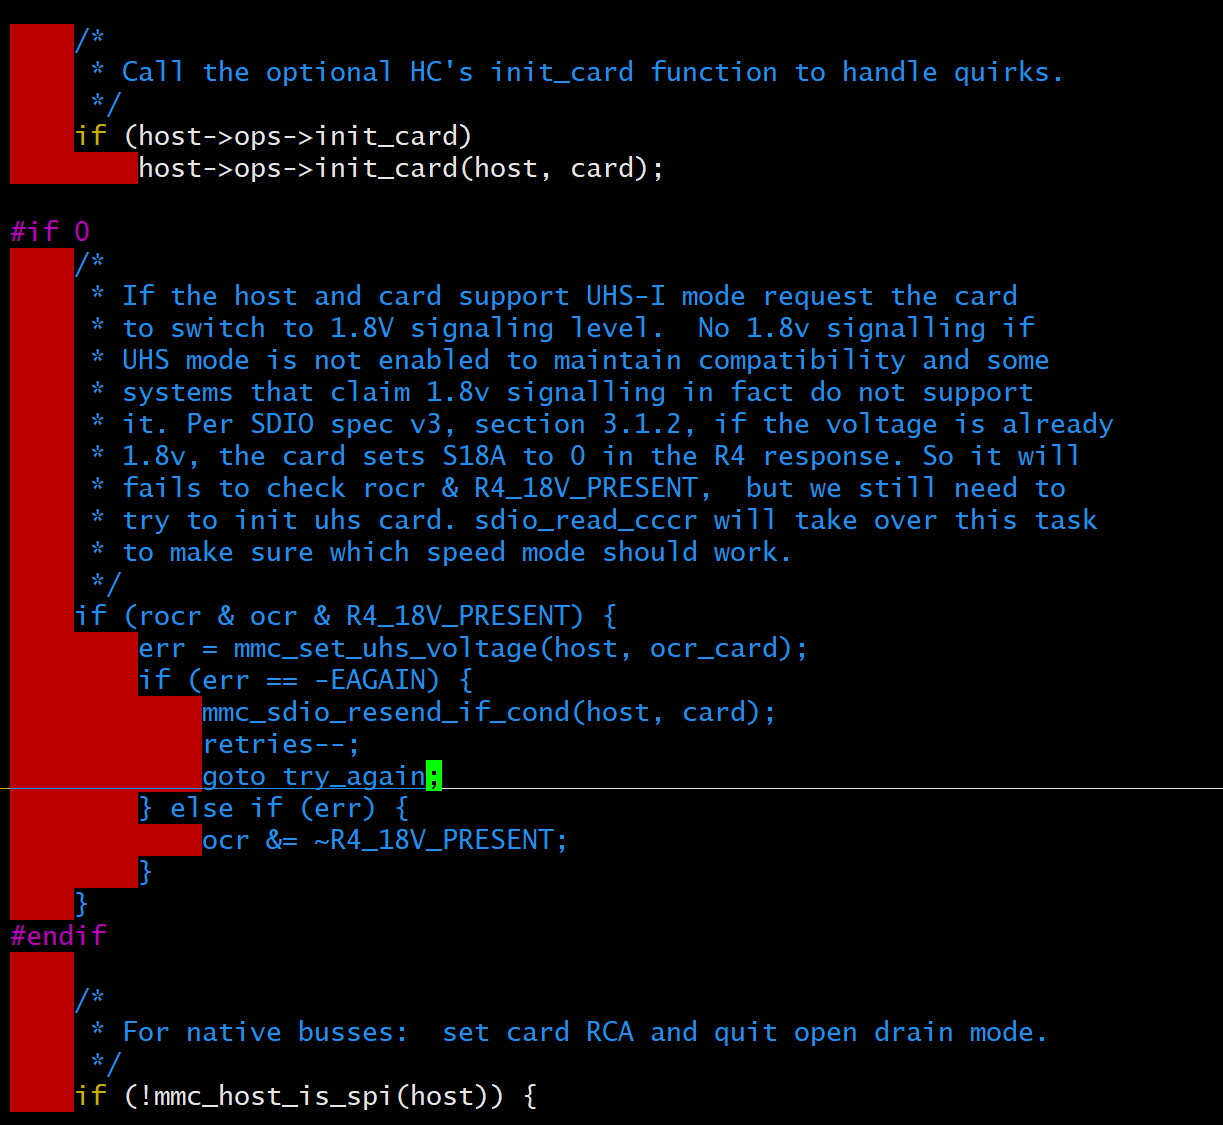 /*
 * Call the optional HC's init_card function to handle quirks.
 */
if (host->ops->init_card)
host->ops->init_card(host, card);
#if 0
/*
 * If the host and card support UHS-I mode request the card
 * to switch to 1.8V signaling level.  No 1.8v signalling if
 * UHS mode is not enabled to maintain compatibility and some
 * systems that claim 1.8v signalling in fact do not support
 * it. Per SDIO spec v3, section 3.1.2, if the voltage is already
 * 1.8v, the card sets S18A to 0 in the R4 response. So it will
 * fails to check rocr & R4_18V_PRESENT,  but we still need to
 * try to init uhs card. sdio_read_cccr will take over this task
 * to make sure which speed mode should work.
 */
if (rocr & ocr & R4_18V_PRESENT) {
err = mmc_set_uhs_voltage(host, ocr_card);
if (err == -EAGAIN) {
mmc_sdio_resend_if_cond(host, card);
retries--;
goto try_again;
} else if (err) {
ocr &= ~R4_18V_PRESENT;
}
}
#endif
/*
 * For native busses:  set card RCA and quit open drain mode.
 */
if (!mmc_host_is_spi(host)) {